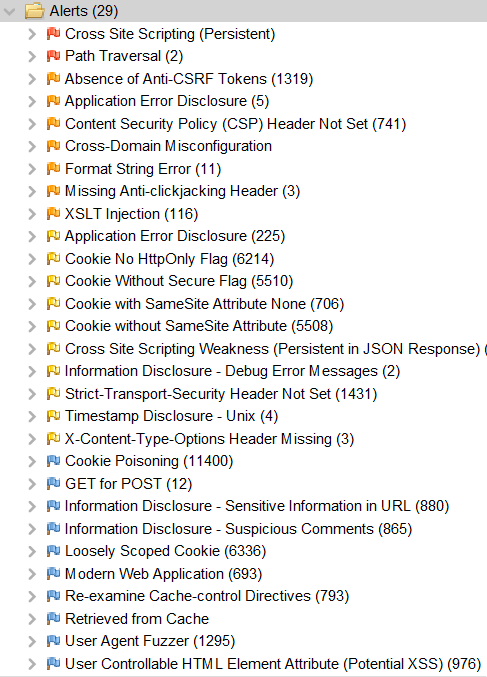 Alerts (29)
Cross Site Scripting (Persistent)
Path Traversal (2)
Absence of Anti-CSRF Tokens (1319)
Application Error Disclosure (5)
Content Security Policy (CSP) Header Not Set (741)
Cross-Domain Misconfiguration
Format String Error (11)
Missing Anti-clickjacking Header (3)
XSLT Injection (116)
Application Error Disclosure (225)
Cookie No HttpOnly Flag (6214)
Cookie Without Secure Flag (5510)
Cookie with SameSite Attribute None (706)
Cookie without SameSite Attribute (5508)
Cross Site Scripting Weakness (Persistent in JSON Response) (
Information Disclosure - Debug Error Messages (2)
Strict-Transport-Security Header Not Set (1431)
Timestamp Disclosure - Unix (4)
X-Content-Type-Options Header Missing (3)
Cookie Poisoning (11400)
GET for POST (12)
Information Disclosure - Sensitive Information in URL (880)
Information Disclosure - Suspicious Comments (865)
Loosely Scoped Cookie (6336)
Modern Web Application (693)
Re-examine Cache-control Directives (793)
Retrieved from Cache
User Agent Fuzzer (1295)
User Controllable HTML Element Attribute (Potential XSS) (976)